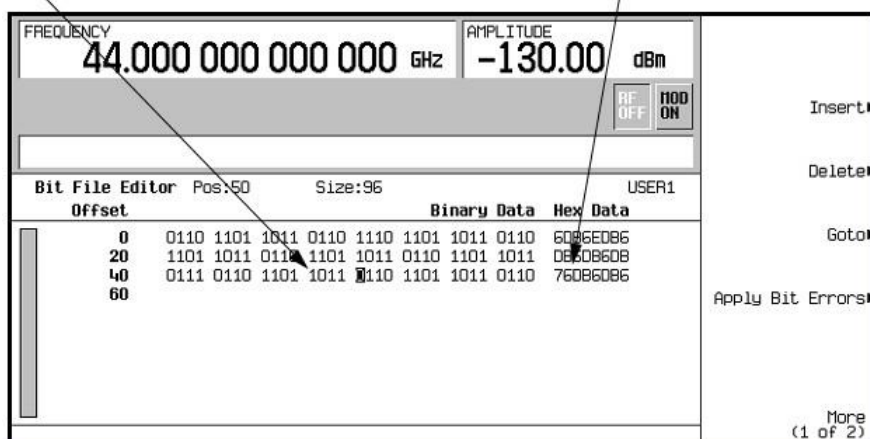 FREQUENCY AMPLITUDE
44.000 000 000 000 GHz -130.00 dBm
RF OFF MOD ON
Insert
Delete
Bit File Editor Pos:50 Size:96 USER1
Offset Binary Data Hex Data
0 0110 1101 1011 0110 1110 1101 1011 0110 6DB6EDB6
20 1101 1011 0110 1101 1011 0110 1101 1011 DB6DB6DB
40 0111 0110 1101 1011 0110 1101 1011 0110 76DB6DB6
60
Goto
Apply Bit Errors
More
(1 of 2)